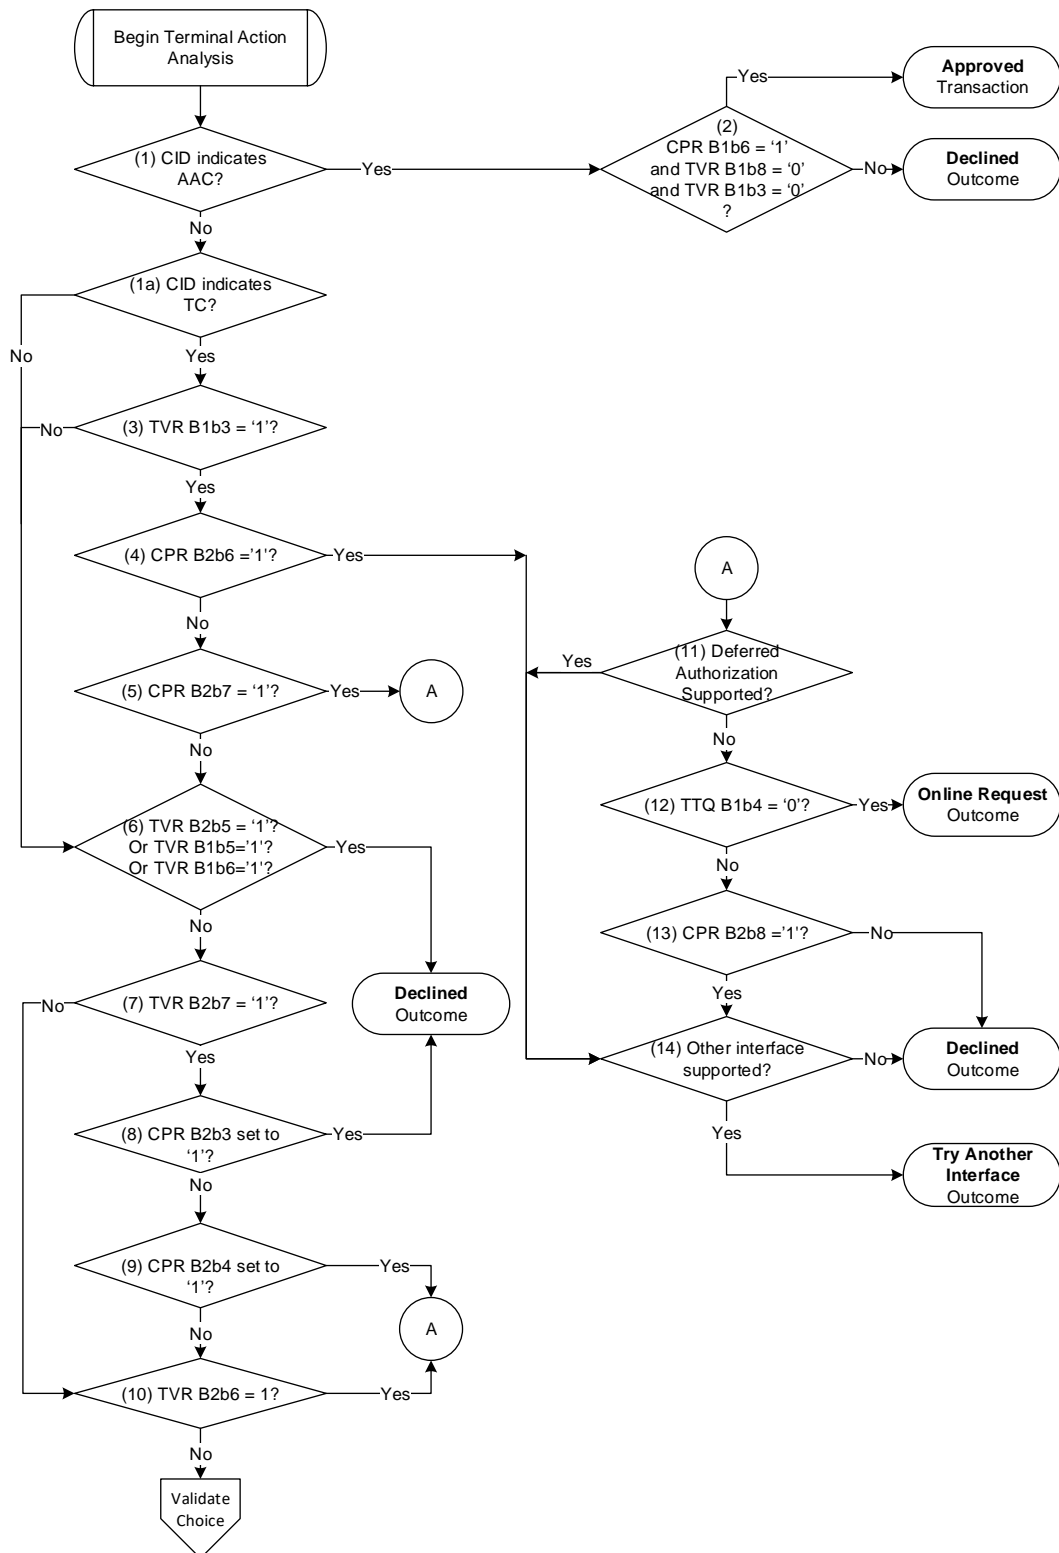 Begin Terminal Action
Analysis
(1) CID indicates
AAC?
Yes
(2)
CPR B1b6 = ‘1’
and TVR B1b8 = ‘0’
and TVR B1b3 = ‘0’
?
Yes
Approved
Transaction
No
Declined
Outcome
No
(1a) CID indicates
TC?
No
Yes
(3) TVR B1b3 = ‘1’?
No
Yes
(4) CPR B2b6 =’1’?
Yes
No
(5) CPR B2b7 = ‘1’?
Yes
A
No
(6) TVR B2b5 = ‘1’?
Or TVR B1b5=’1’?
Or TVR B1b6=’1’?
Yes
No
(7) TVR B2b7 = ‘1’?
No
Declined
Outcome
Yes
(8) CPR B2b3 set to
‘1’?
Yes
No
(9) CPR B2b4 set to
‘1’?
Yes
A
No
(10) TVR B2b6 = 1?
Yes
No
Validate
Choice
A
(11) Deferred
Authorization
Supported?
Yes
No
(12) TTQ B1b4 = ‘0’?
Yes
Online Request
Outcome
No
(13) CPR B2b8 =’1’?
No
Yes
(14) Other interface
supported?
No
Declined
Outcome
Yes
Try Another
Interface
Outcome